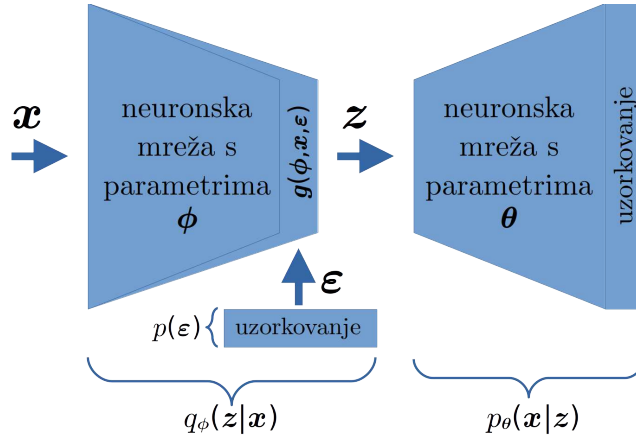 x
neuronska
mreža s
parametrima
ϕ
g(ϕ,x,ε)
z
neuronska
mreža s
parametrima
θ
uzorkovanje
ε
p(ε)
uzorkovanje
qϕ(z|x)
pθ(x|z)